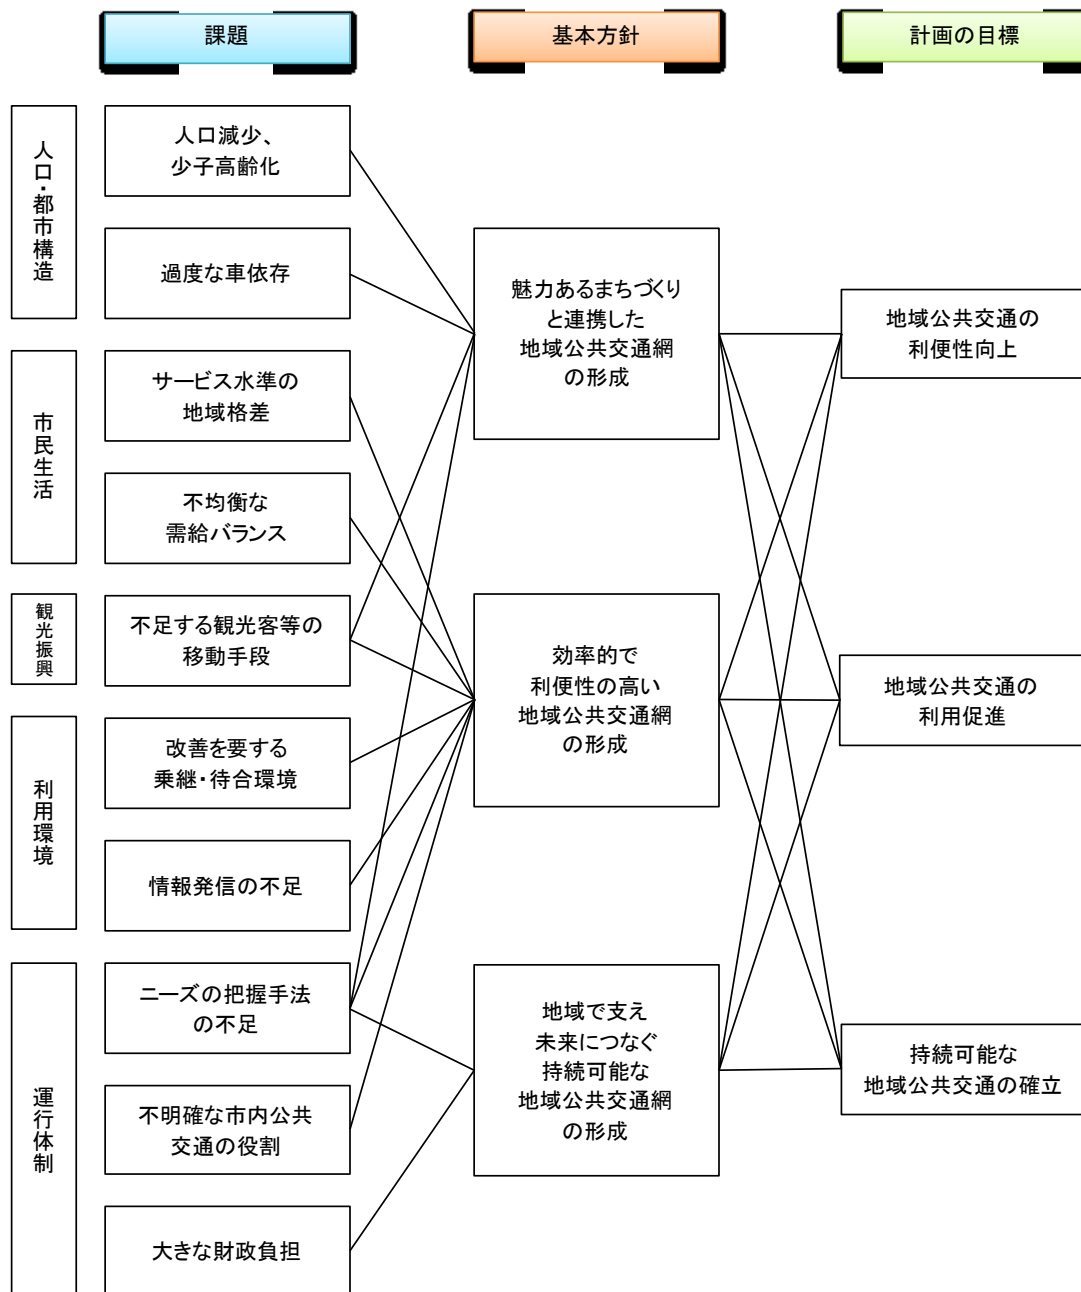 課題
基本方針
計画の目標
人口・都市構造
人口減少、
少子高齢化
過度な車依存
市民生活
サービス水準の
地域格差
不均衡な
需給バランス
観光振興
不足する観光客等の
移動手段
利用環境
改善を要する
乗継・待合環境
情報発信の不足
運行体制
ニーズの把握手法
の不足
不明確な市内公共
交通の役割
大きな財政負担
魅力あるまちづくり
と連携した
地域公共交通網
の形成
効率的で
利便性の高い
地域公共交通網
の形成
地域で支え
未来につなぐ
持続可能な
地域公共交通網
の形成
地域公共交通の
利便性向上
地域公共交通の
利用促進
持続可能な
地域公共交通の確立